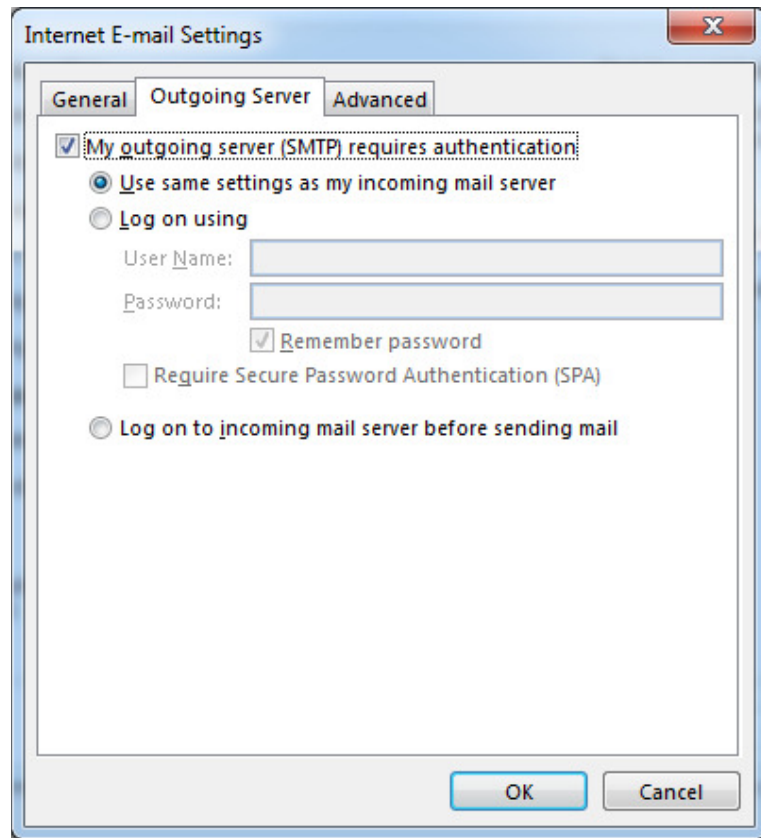 Internet E-mail Settings
X
General Outgoing Server Advanced
My outgoing server (SMTP) requires authentication
Use same settings as my incoming mail server
Log on using
User Name:
Password:
Remember password
Require Secure Password Authentication (SPA)
Log on to incoming mail server before sending mail
OK Cancel